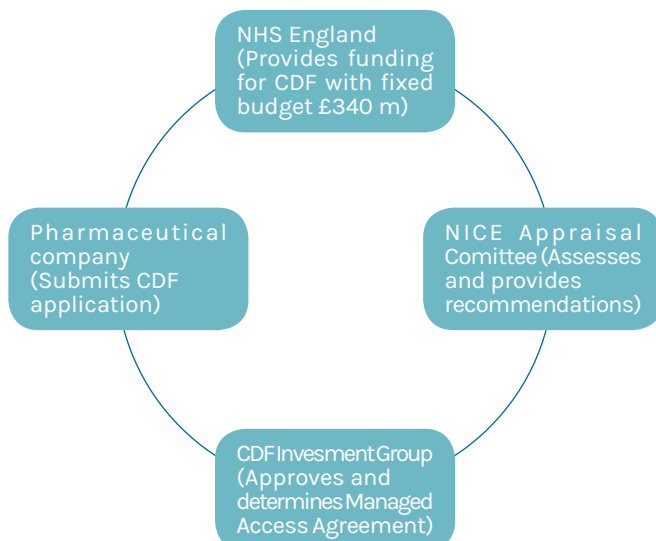 NHS England
(Provides funding
for CDF with fixed
budget £340 m)
Pharmaceutical
company
(Submits CDF
application)
NICE Appraisal
Comittee (Assesses
and provides
recommendations)
CDF Invesment Group
(Approves and
determines Managed
Access Agreement)